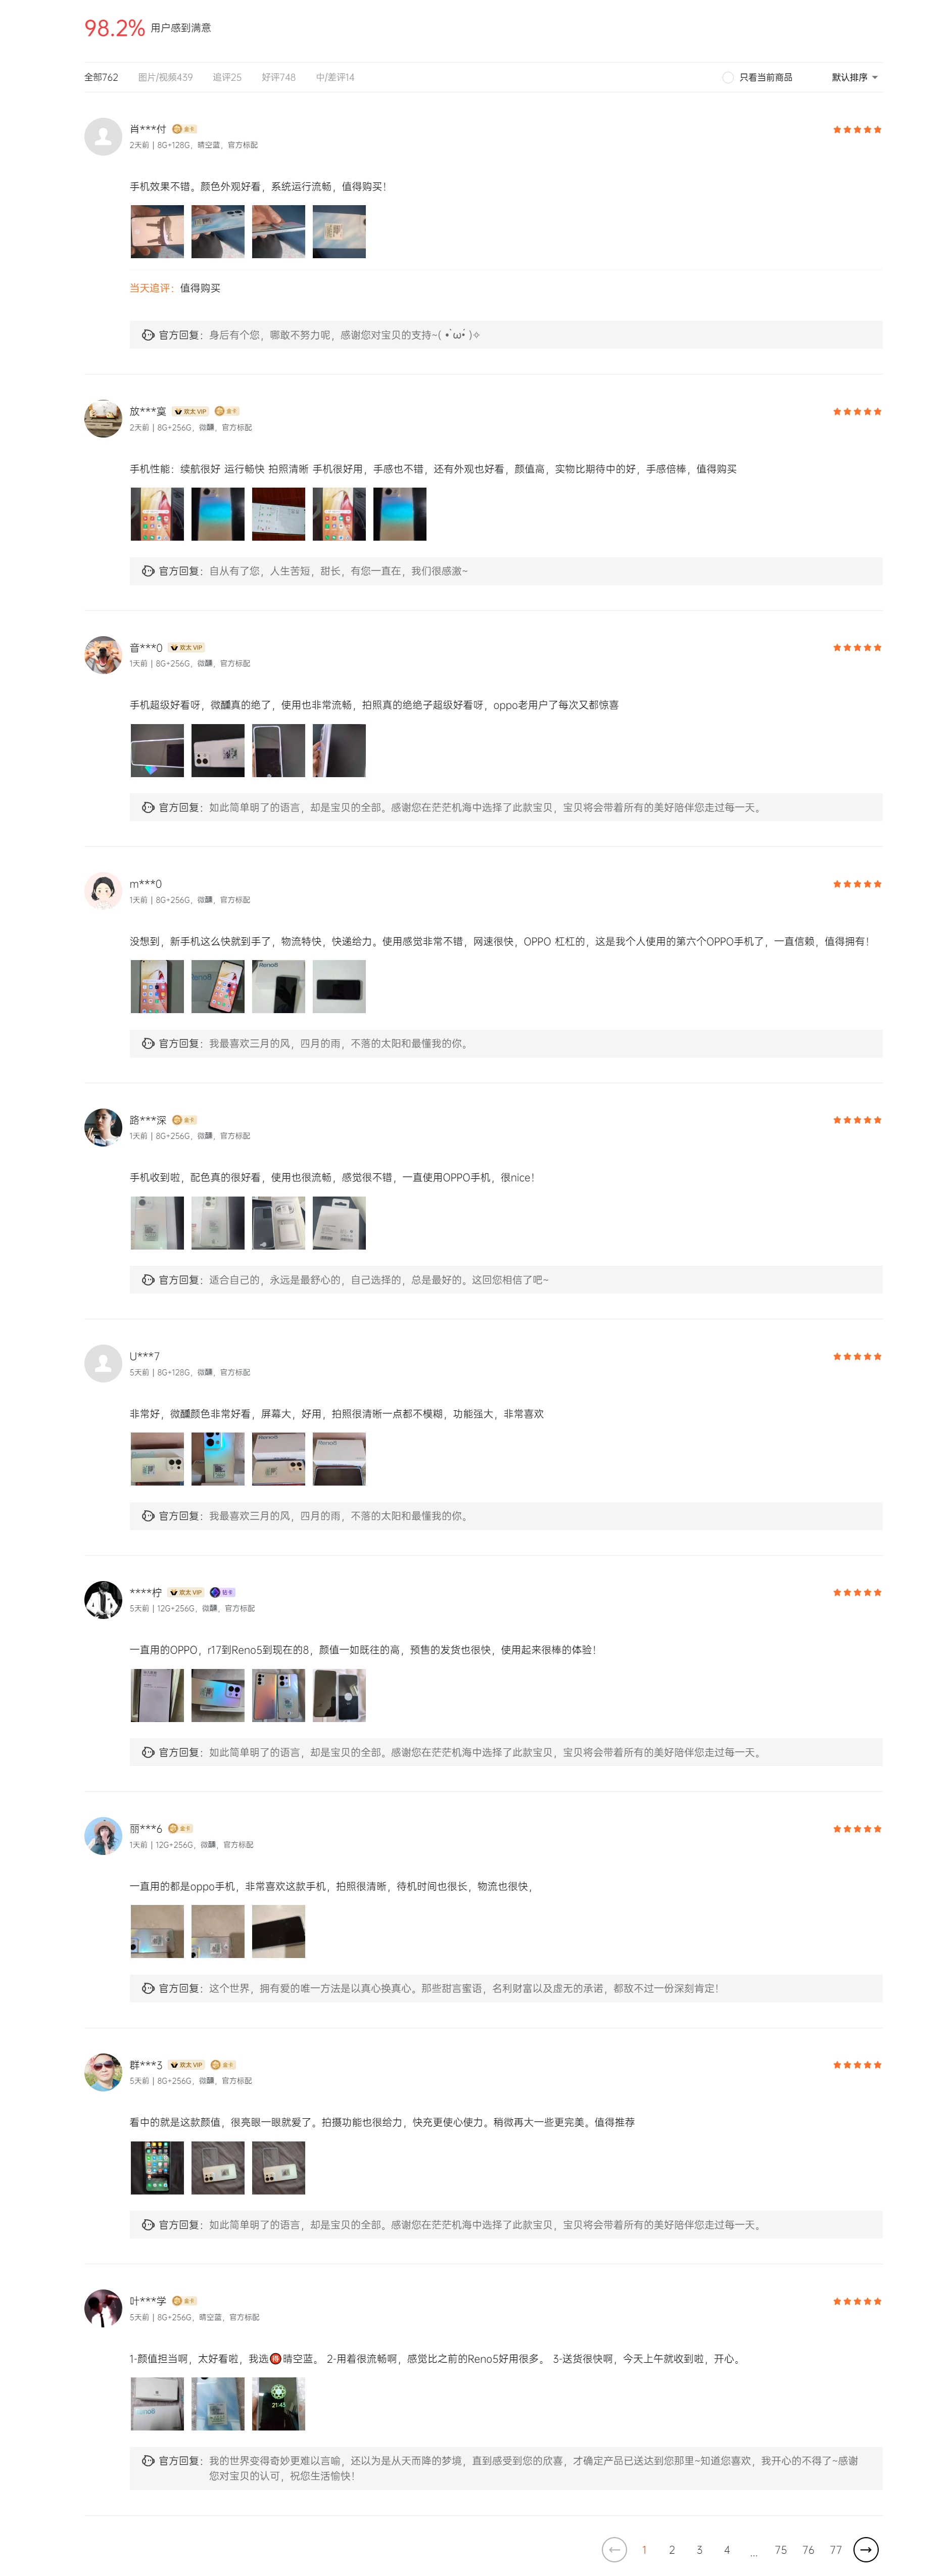 98.2% 用户感到满意
全部762 图片/视频439 追评25 好评748 中/差评14 只看当前商品 默认排序
肖***付 金卡
2天前 | 8G+128G，晴空蓝，官方标配
手机效果不错。颜色外观好看，系统运行流畅，值得购买！
当天追评：值得购买
官方回复：身后有个您，哪敢不努力呢，感谢您对宝贝的支持~( •̀ ω•́ )✧
放***寞 欢太 VIP 金卡
2天前 | 8G+256G，微醺，官方标配
手机性能：续航很好 运行畅快 拍照清晰 手机很好用，手感也不错，还有外观也好看，颜值高，实物比期待中的好，手感倍棒，值得购买
官方回复：自从有了您，人生苦短，甜长，有您一直在，我们很感激~
音***0 欢太 VIP
1天前 | 8G+256G，微醺，官方标配
手机超级好看呀，微醺真的绝了，使用也非常流畅，拍照真的绝绝子超级好看呀，oppo老用户了每次又都惊喜
官方回复：如此简单明了的语言，却是宝贝的全部。感谢您在茫茫机海中选择了此款宝贝，宝贝将会带着所有的美好陪伴您走过每一天。
m***0
1天前 | 8G+256G，微醺，官方标配
没想到，新手机这么快就到手了，物流特快，快递给力。使用感觉非常不错，网速很快，OPPO 杠杠的，这是我个人使用的第六个OPPO手机了，一直信赖，值得拥有！
Reno8
官方回复：我最喜欢三月的风，四月的雨，不落的太阳和最懂我的你。
路***深 金卡
1天前 | 8G+256G，微醺，官方标配
手机收到啦，配色真的很好看，使用也很流畅，感觉很不错，一直使用OPPO手机，很nice！
官方回复：适合自己的，永远是最舒心的，自己选择的，总是最好的。这回您相信了吧~
U***7
5天前 | 8G+128G，微醺，官方标配
非常好，微醺颜色非常好看，屏幕大，好用，拍照很清晰一点都不模糊，功能强大，非常喜欢
Reno8 Reno8
官方回复：我最喜欢三月的风，四月的雨，不落的太阳和最懂我的你。
****柠 欢太 VIP 钻卡
5天前 | 12G+256G，微醺，官方标配
一直用的OPPO，r17到Reno5到现在的8，颜值一如既往的高，预售的发货也很快，使用起来很棒的体验！
官方回复：如此简单明了的语言，却是宝贝的全部。感谢您在茫茫机海中选择了此款宝贝，宝贝将会带着所有的美好陪伴您走过每一天。
丽***6 金卡
1天前 | 12G+256G，微醺，官方标配
一直用的都是oppo手机，非常喜欢这款手机，拍照很清晰，待机时间也很长，物流也很快，
官方回复：这个世界，拥有爱的唯一方法是以真心换真心。那些甜言蜜语，名利财富以及虚无的承诺，都敌不过一份深刻肯定！
群***3 欢太 VIP 金卡
5天前 | 8G+256G，微醺，官方标配
看中的就是这款颜值，很亮眼一眼就爱了。拍摄功能也很给力，快充更使心使力。稍微再大一些更完美。值得推荐
官方回复：如此简单明了的语言，却是宝贝的全部。感谢您在茫茫机海中选择了此款宝贝，宝贝将会带着所有的美好陪伴您走过每一天。
叶***学 金卡
5天前 | 8G+256G，晴空蓝，官方标配
1-颜值担当啊，太好看啦，我选🉐晴空蓝。 2-用着很流畅啊，感觉比之前的Reno5好用很多。 3-送货很快啊，今天上午就收到啦，开心。
21:43
官方回复：我的世界变得奇妙更难以言喻，还以为是从天而降的梦境，直到感受到您的欣喜，才确定产品已送达到您那里~知道您喜欢，我开心的不得了~感谢
您对宝贝的认可，祝您生活愉快！
← 1 2 3 4 ... 75 76 77 →